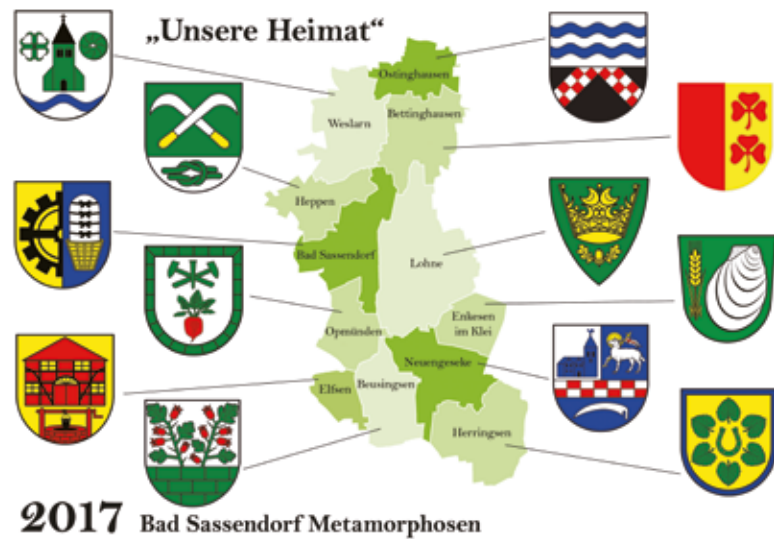 „Unsere Heimat“
Ostinghausen
Bettinghausen
Weslarn
Heppen
Bad Sassendorf
Lohne
Opmünden
Enkesen
im Klei
Neuengeseke
Elfsen
Beusingsen
Herringsen
2017 Bad Sassendorf Metamorphosen